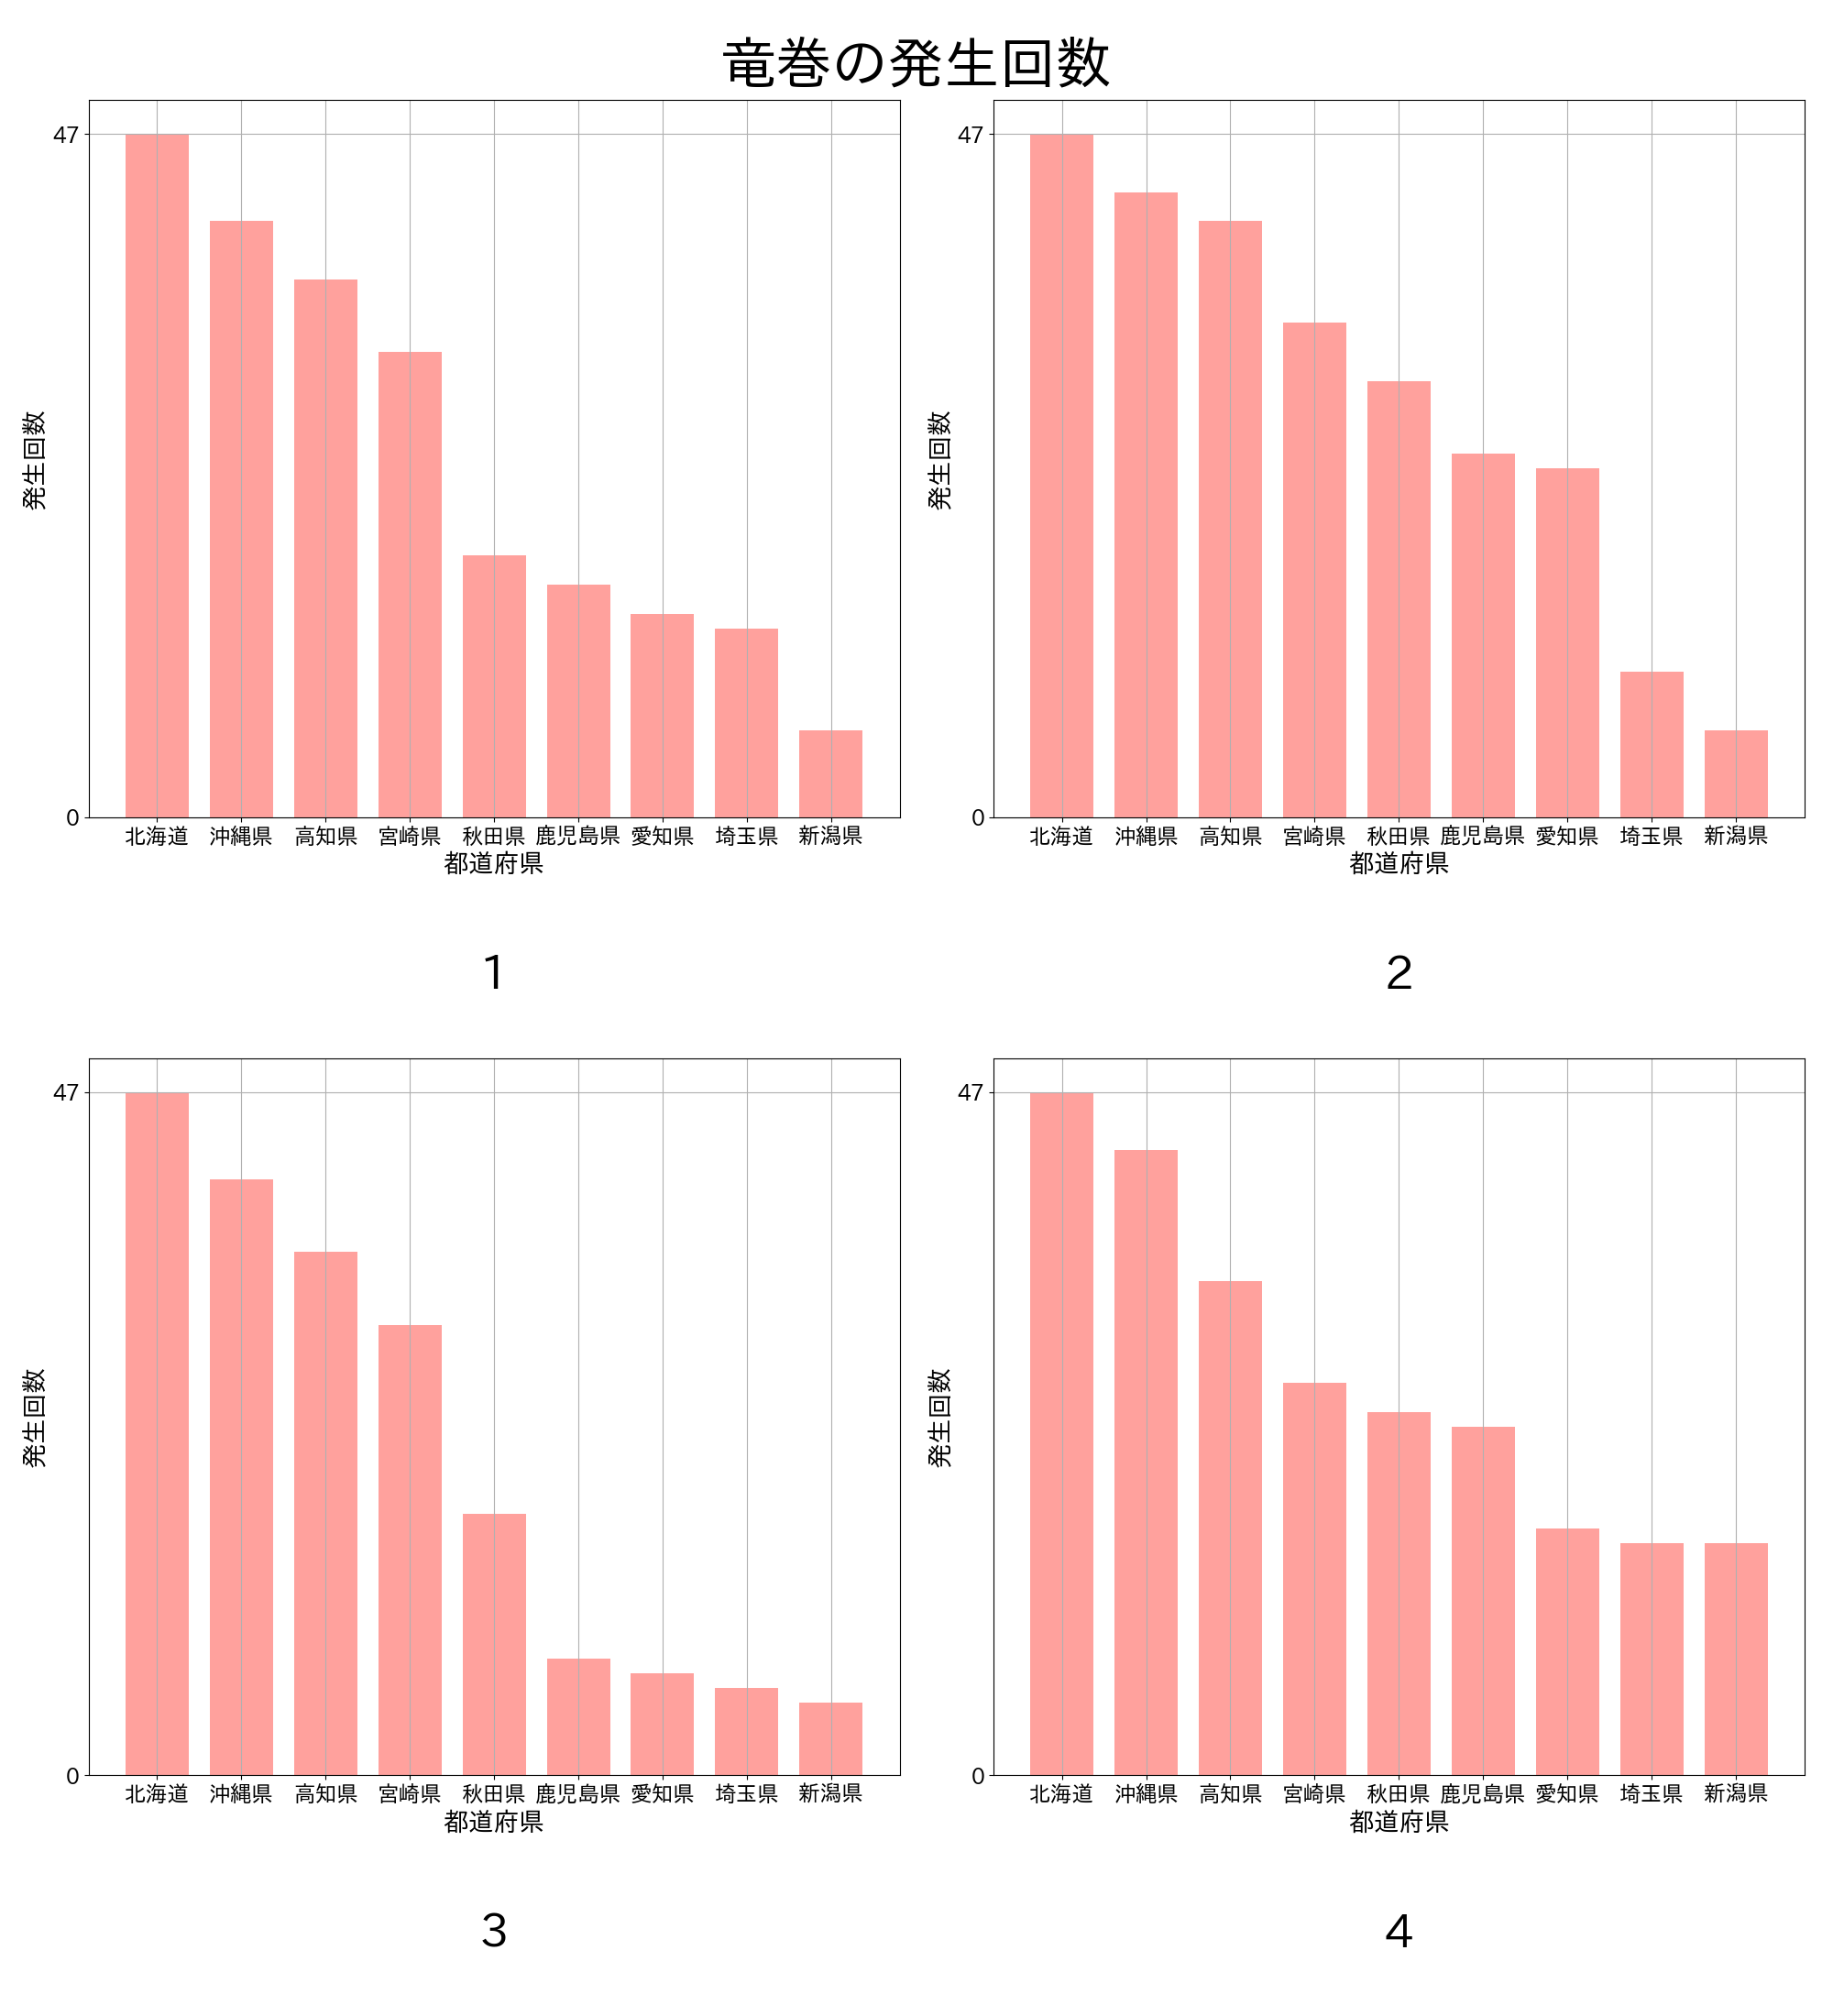 竜巻の発生回数
47
0
発生回数
北海道 沖縄県 高知県 宮崎県 秋田県 鹿児島県 愛知県 埼玉県 新潟県
都道府県
1
47
0
発生回数
北海道 沖縄県 高知県 宮崎県 秋田県 鹿児島県 愛知県 埼玉県 新潟県
都道府県
2
47
0
発生回数
北海道 沖縄県 高知県 宮崎県 秋田県 鹿児島県 愛知県 埼玉県 新潟県
都道府県
3
47
0
発生回数
北海道 沖縄県 高知県 宮崎県 秋田県 鹿児島県 愛知県 埼玉県 新潟県
都道府県
4